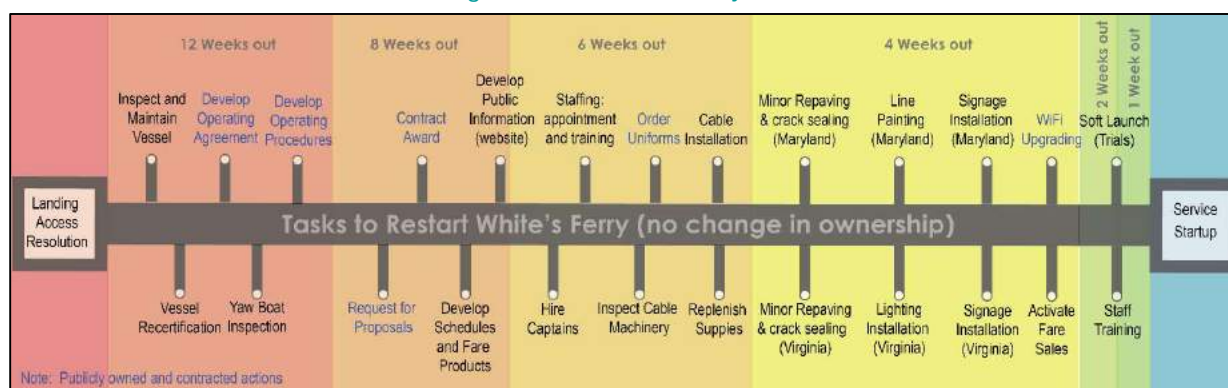 12 Weeks out
8 Weeks out
6 Weeks out
4 Weeks out
2 Weeks out
1 Week out
Inspect and
Maintain
Vessel
Develop
Operating
Agreement
Develop
Operating
Procedures
Contract
Award
Develop
Public
Information
(website)
Staffing:
appointment
and training
Order
Uniforms
Cable
Installation
Minor Repaving
& crack sealing
(Maryland)
Line
Painting
(Maryland)
Signage
Installation
(Maryland)
WiFi
Upgrading
Soft Launch
(Trials)
Landing
Access
Resolution
Tasks to Restart White's Ferry (no change in ownership)
Service
Startup
Vessel
Recertification
Yaw Boat
Inspection
Request for
Proposals
Develop
Schedules
and Fare
Products
Hire
Captains
Inspect Cable
Machinery
Replenish
Suppies
Minor Repaving
& crack sealing
(Virginia)
Lighting
Installation
(Virginia)
Signage
Installation
(Virginia)
Activate
Fare
Sales
Staff
Training
Note: Publicly owned and contracted actions